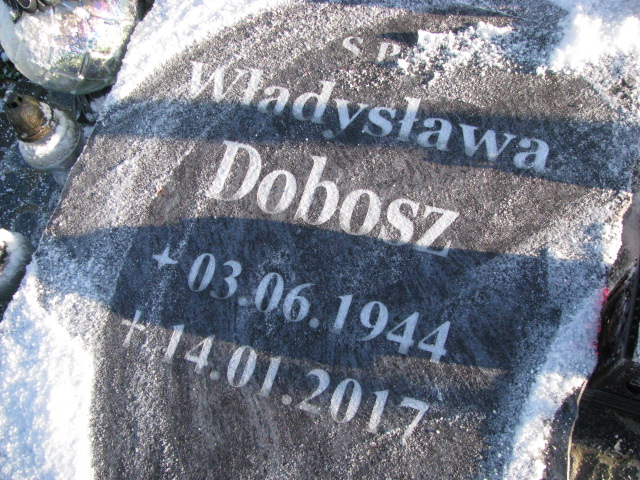 Ś P
Władysława
Dobosz
★ 03.06.1944
† 14.01.2017